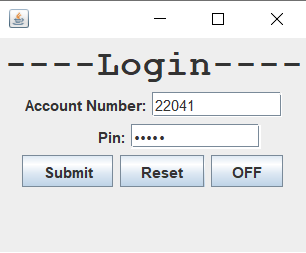 ----Login----
Account Number: 22041
Pin: •••••
Submit Reset OFF